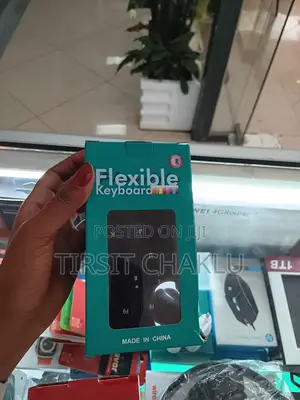 Flexible
Keyboard
POSTED ON JIJI
TIRSIT CHAKLU
MADE IN CHINA
1TB